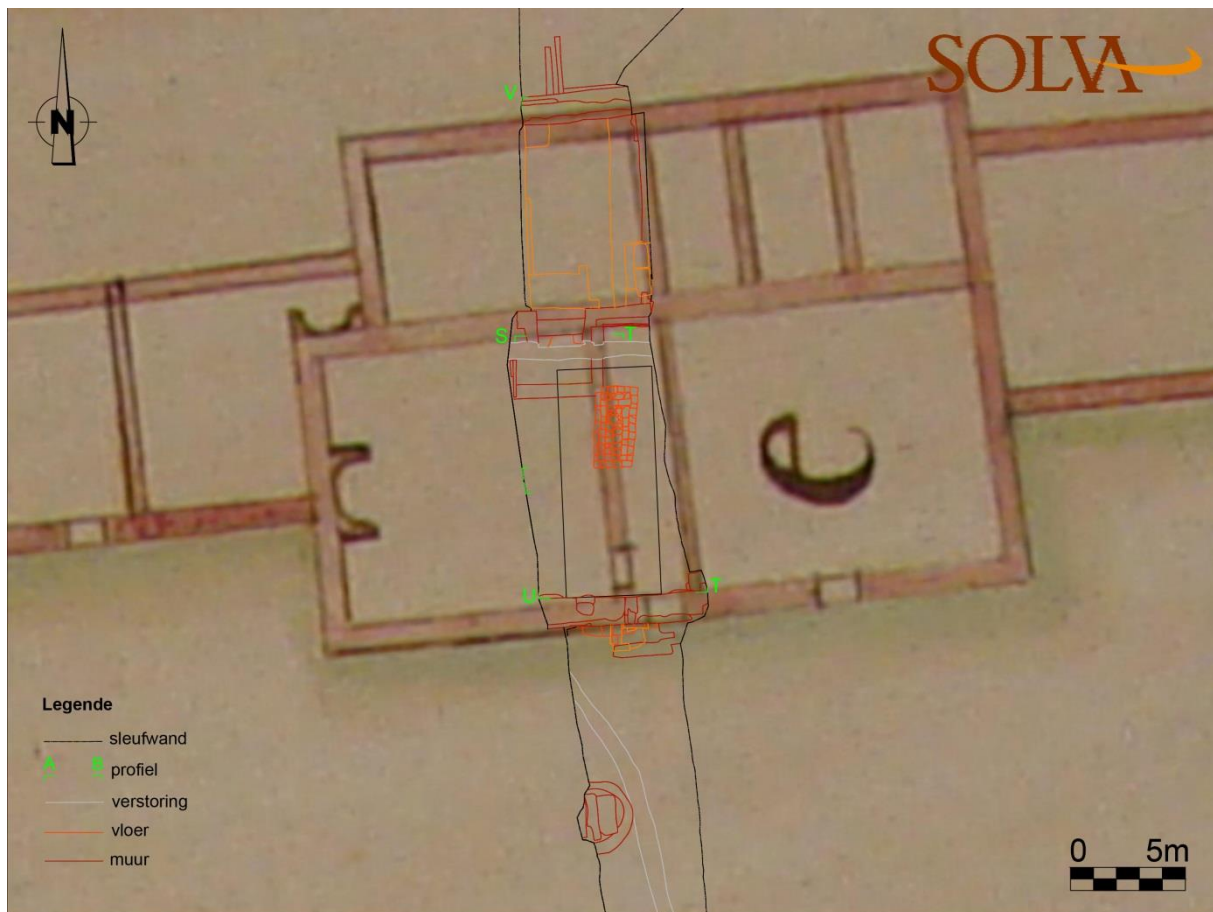 SOLVA
N
V
S
T
U
T
Legende
sleufwand
A B profiel
verstoring
vloer
muur
0 5m